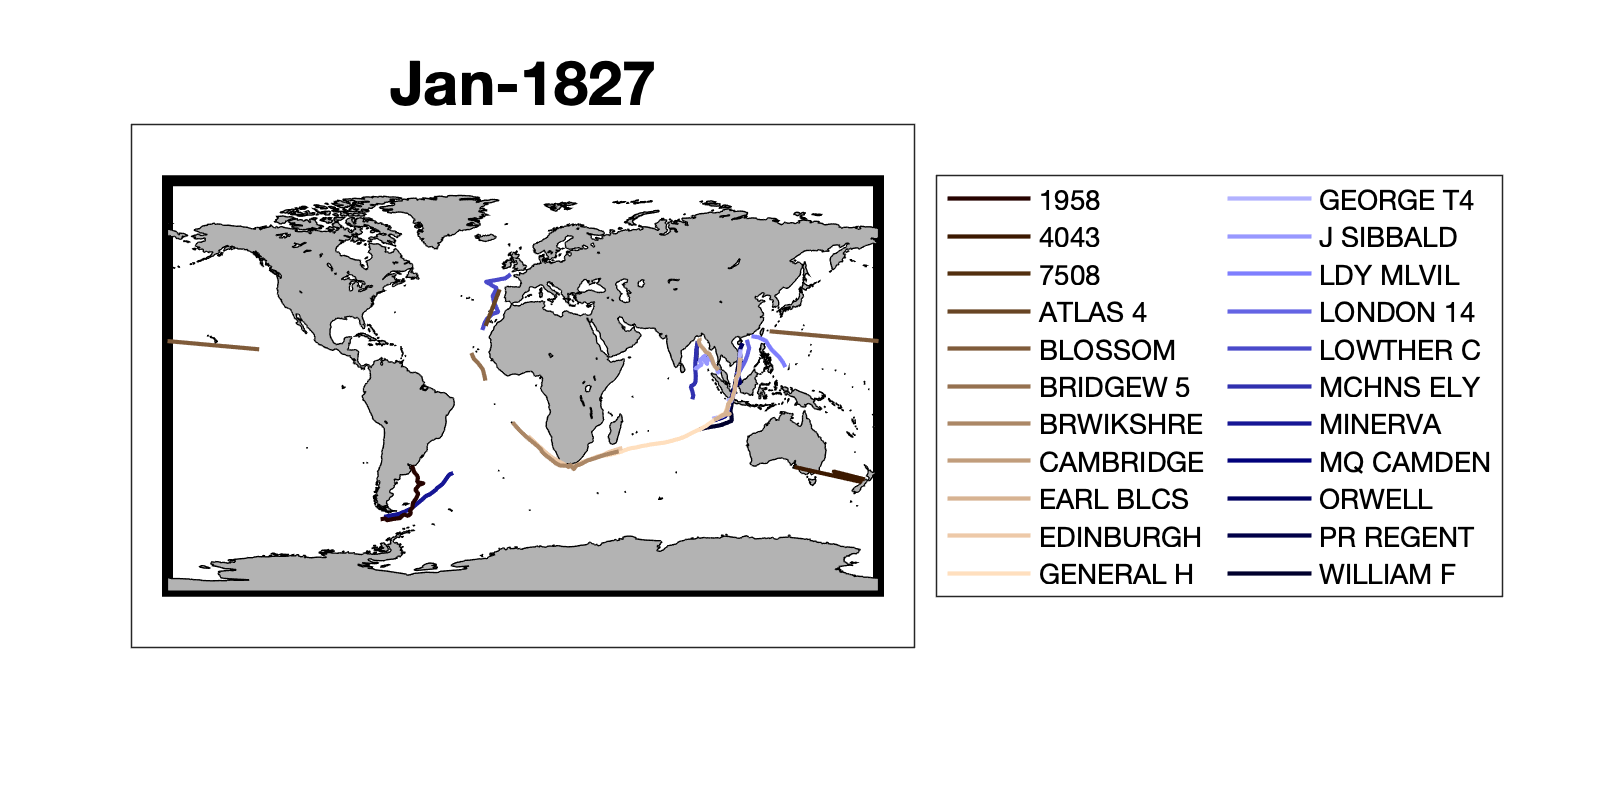 Jan-1827
1958
4043
7508
ATLAS 4
BLOSSOM
BRIDGEW 5
BRWIKSHRE
CAMBRIDGE
EARL BLCS
EDINBURGH
GENERAL H
GEORGE T4
J SIBBALD
LDY MLVIL
LONDON 14
LOWTHER C
MCHNS ELY
MINERVA
MQ CAMDEN
ORWELL
PR REGENT
WILLIAM F